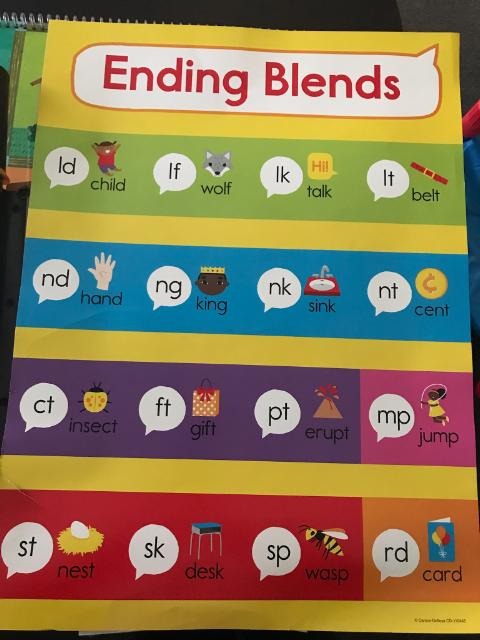 Ending Blends
ld child lf wolf lk Hi! talk lt belt
nd hand ng king nk sink nt ¢ cent
ct insect ft gift pt erupt mp jump
st nest sk desk sp wasp rd card